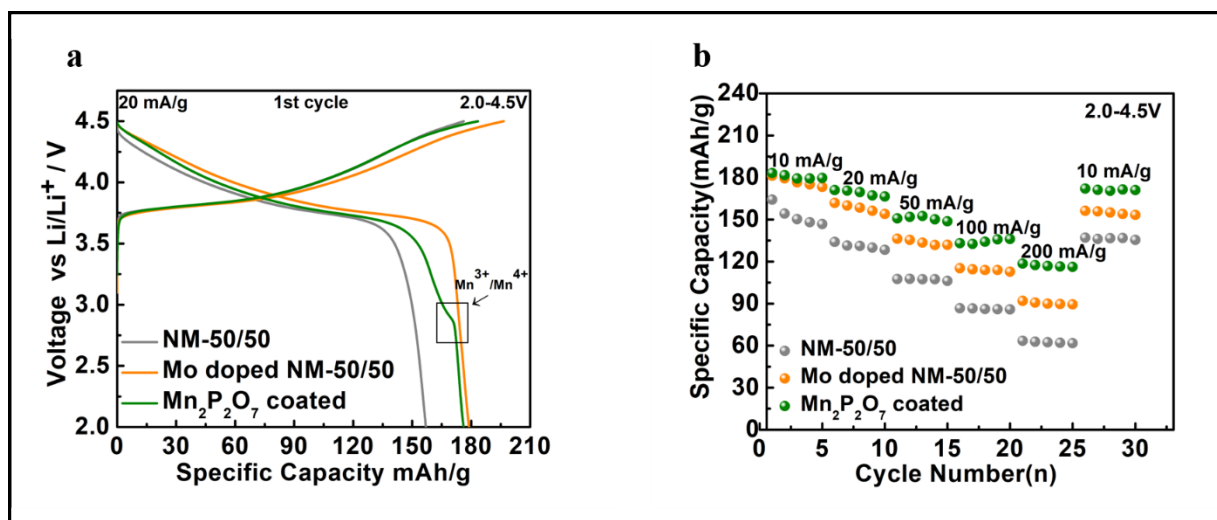 a
20 mA/g 1st cycle 2.0-4.5V
4.5
4.0
3.5
3.0
2.5
2.0
Voltage vs Li/Li⁺ / V
Mn³⁺/Mn⁴⁺
NM-50/50
Mo doped NM-50/50
Mn₂P₂O₇ coated
0 30 60 90 120 150 180 210
Specific Capacity mAh/g
b
240
210
180
150
120
90
60
30
0
Specific Capacity(mAh/g)
2.0-4.5V
10 mA/g
20 mA/g
50 mA/g
100 mA/g
200 mA/g
10 mA/g
NM-50/50
Mo doped NM-50/50
Mn₂P₂O₇ coated
0 5 10 15 20 25 30
Cycle Number(n)